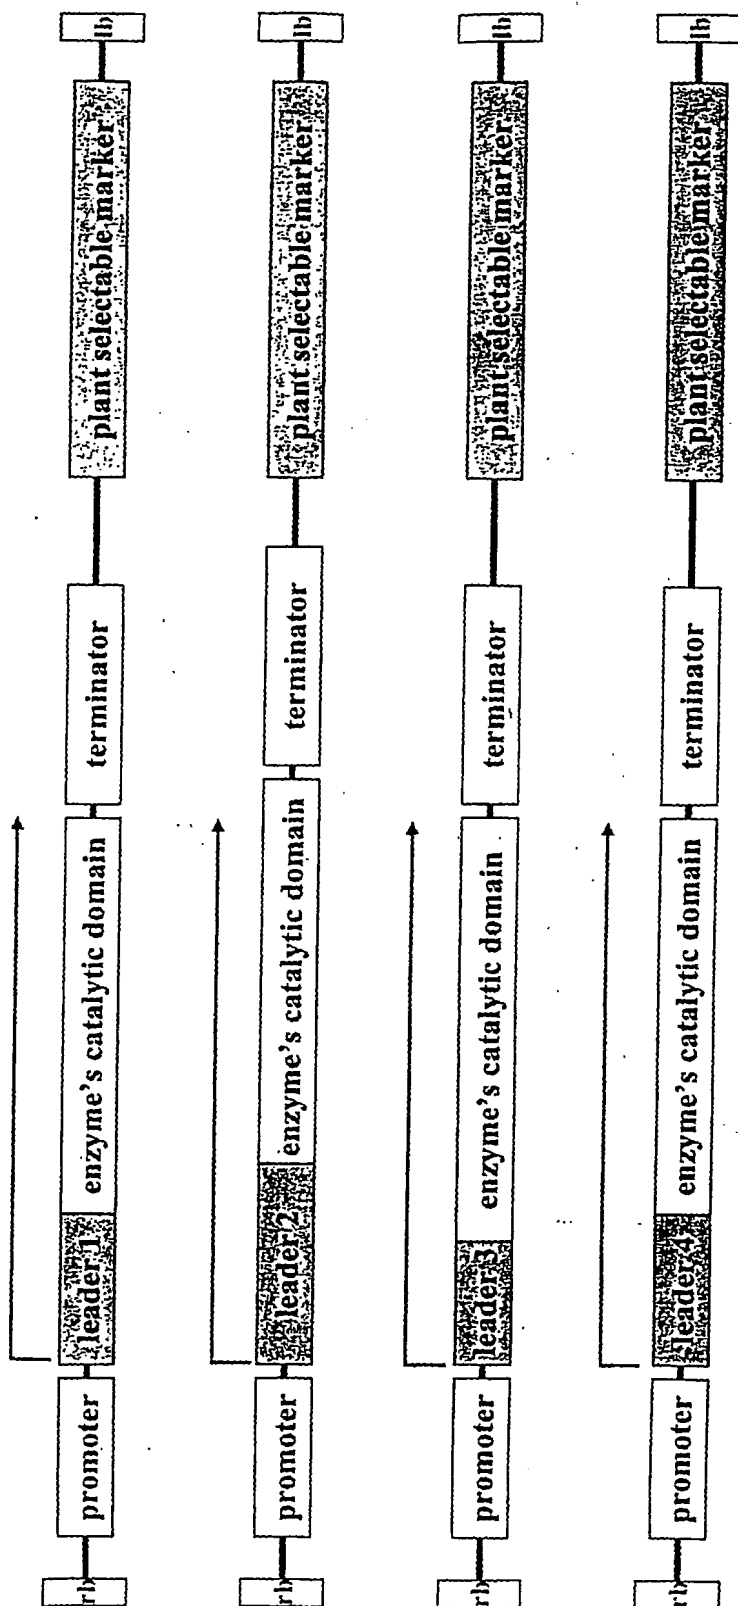 rb promoter leader 1 enzyme's catalytic domain terminator plant selectable marker lb
rb promoter leader 2 enzyme's catalytic domain terminator plant selectable marker lb
rb promoter leader 3 enzyme's catalytic domain terminator plant selectable marker lb
rb promoter leader 4 enzyme's catalytic domain terminator plant selectable marker lb